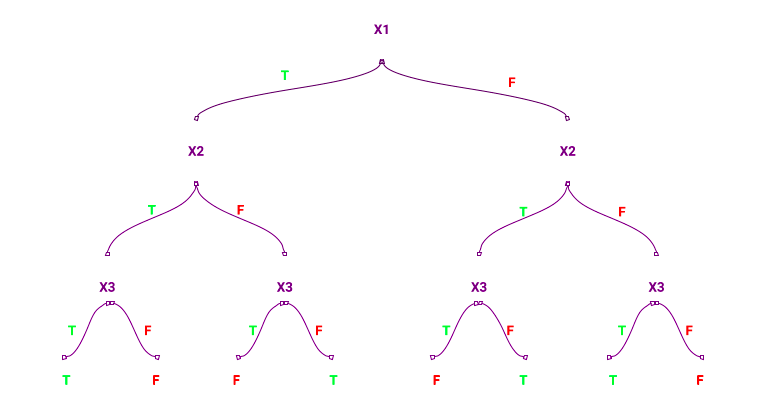 X1
T F
X2 X2
T F T F
X3 X3 X3 X3
T F T F T F T F
T F F T F T T F